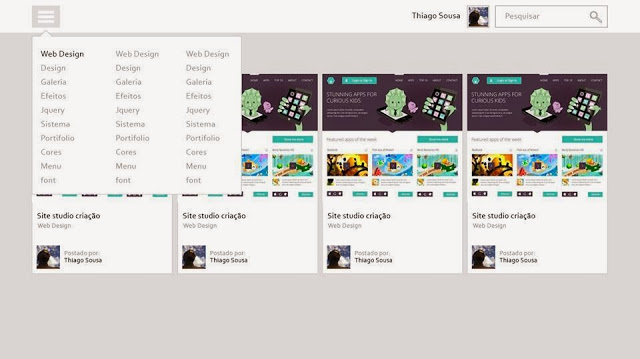 Thiago Sousa
Pesquisar
Web Design Web Design Web Design
Design Design Design
Galeria Galeria Galeria
Efeitos Efeitos Efeitos
Jquery Jquery Jquery
Sistema Sistema Sistema
Portifolio Portifolio Portifolio
Cores Cores Cores
Menu Menu Menu
font font font
STUNNING APPS FOR
CURIOUS KIDS
Featured apps of the week
STUNNING APPS FOR
CURIOUS KIDS
Featured apps of the week
Site studio criação
Web Design
Postado por:
Thiago Sousa
Site studio criação
Web Design
Postado por:
Thiago Sousa
Site studio criação
Web Design
Postado por:
Thiago Sousa
Site studio criação
Web Design
Postado por:
Thiago Sousa